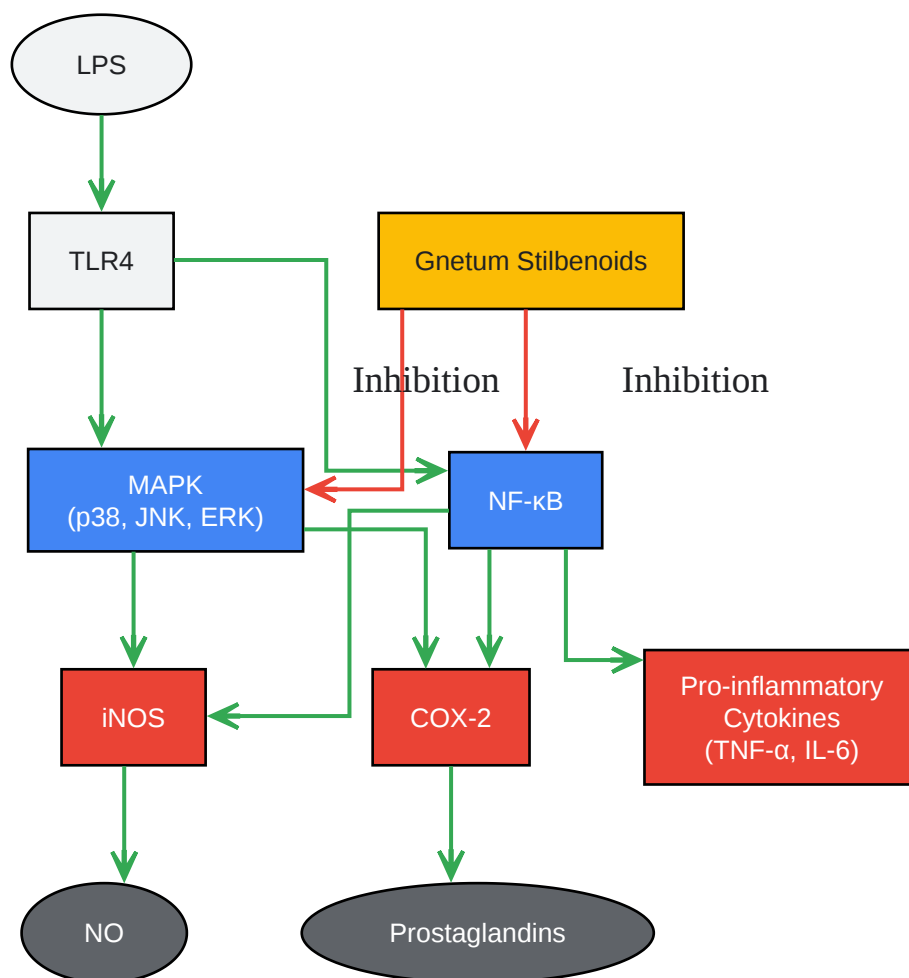 LPS
TLR4
Gnetum Stilbenoids
Inhibition
Inhibition
MAPK
(p38, JNK, ERK)
NF-κB
iNOS
COX-2
Pro-inflammatory
Cytokines
(TNF-α, IL-6)
NO
Prostaglandins